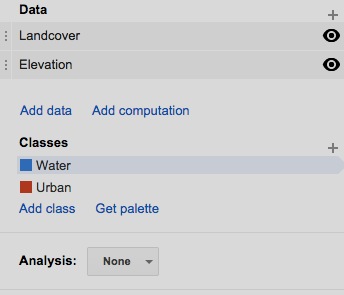 Data
Landcover
Elevation
Add data Add computation
Classes
Water
Urban
Add class Get palette
Analysis: None